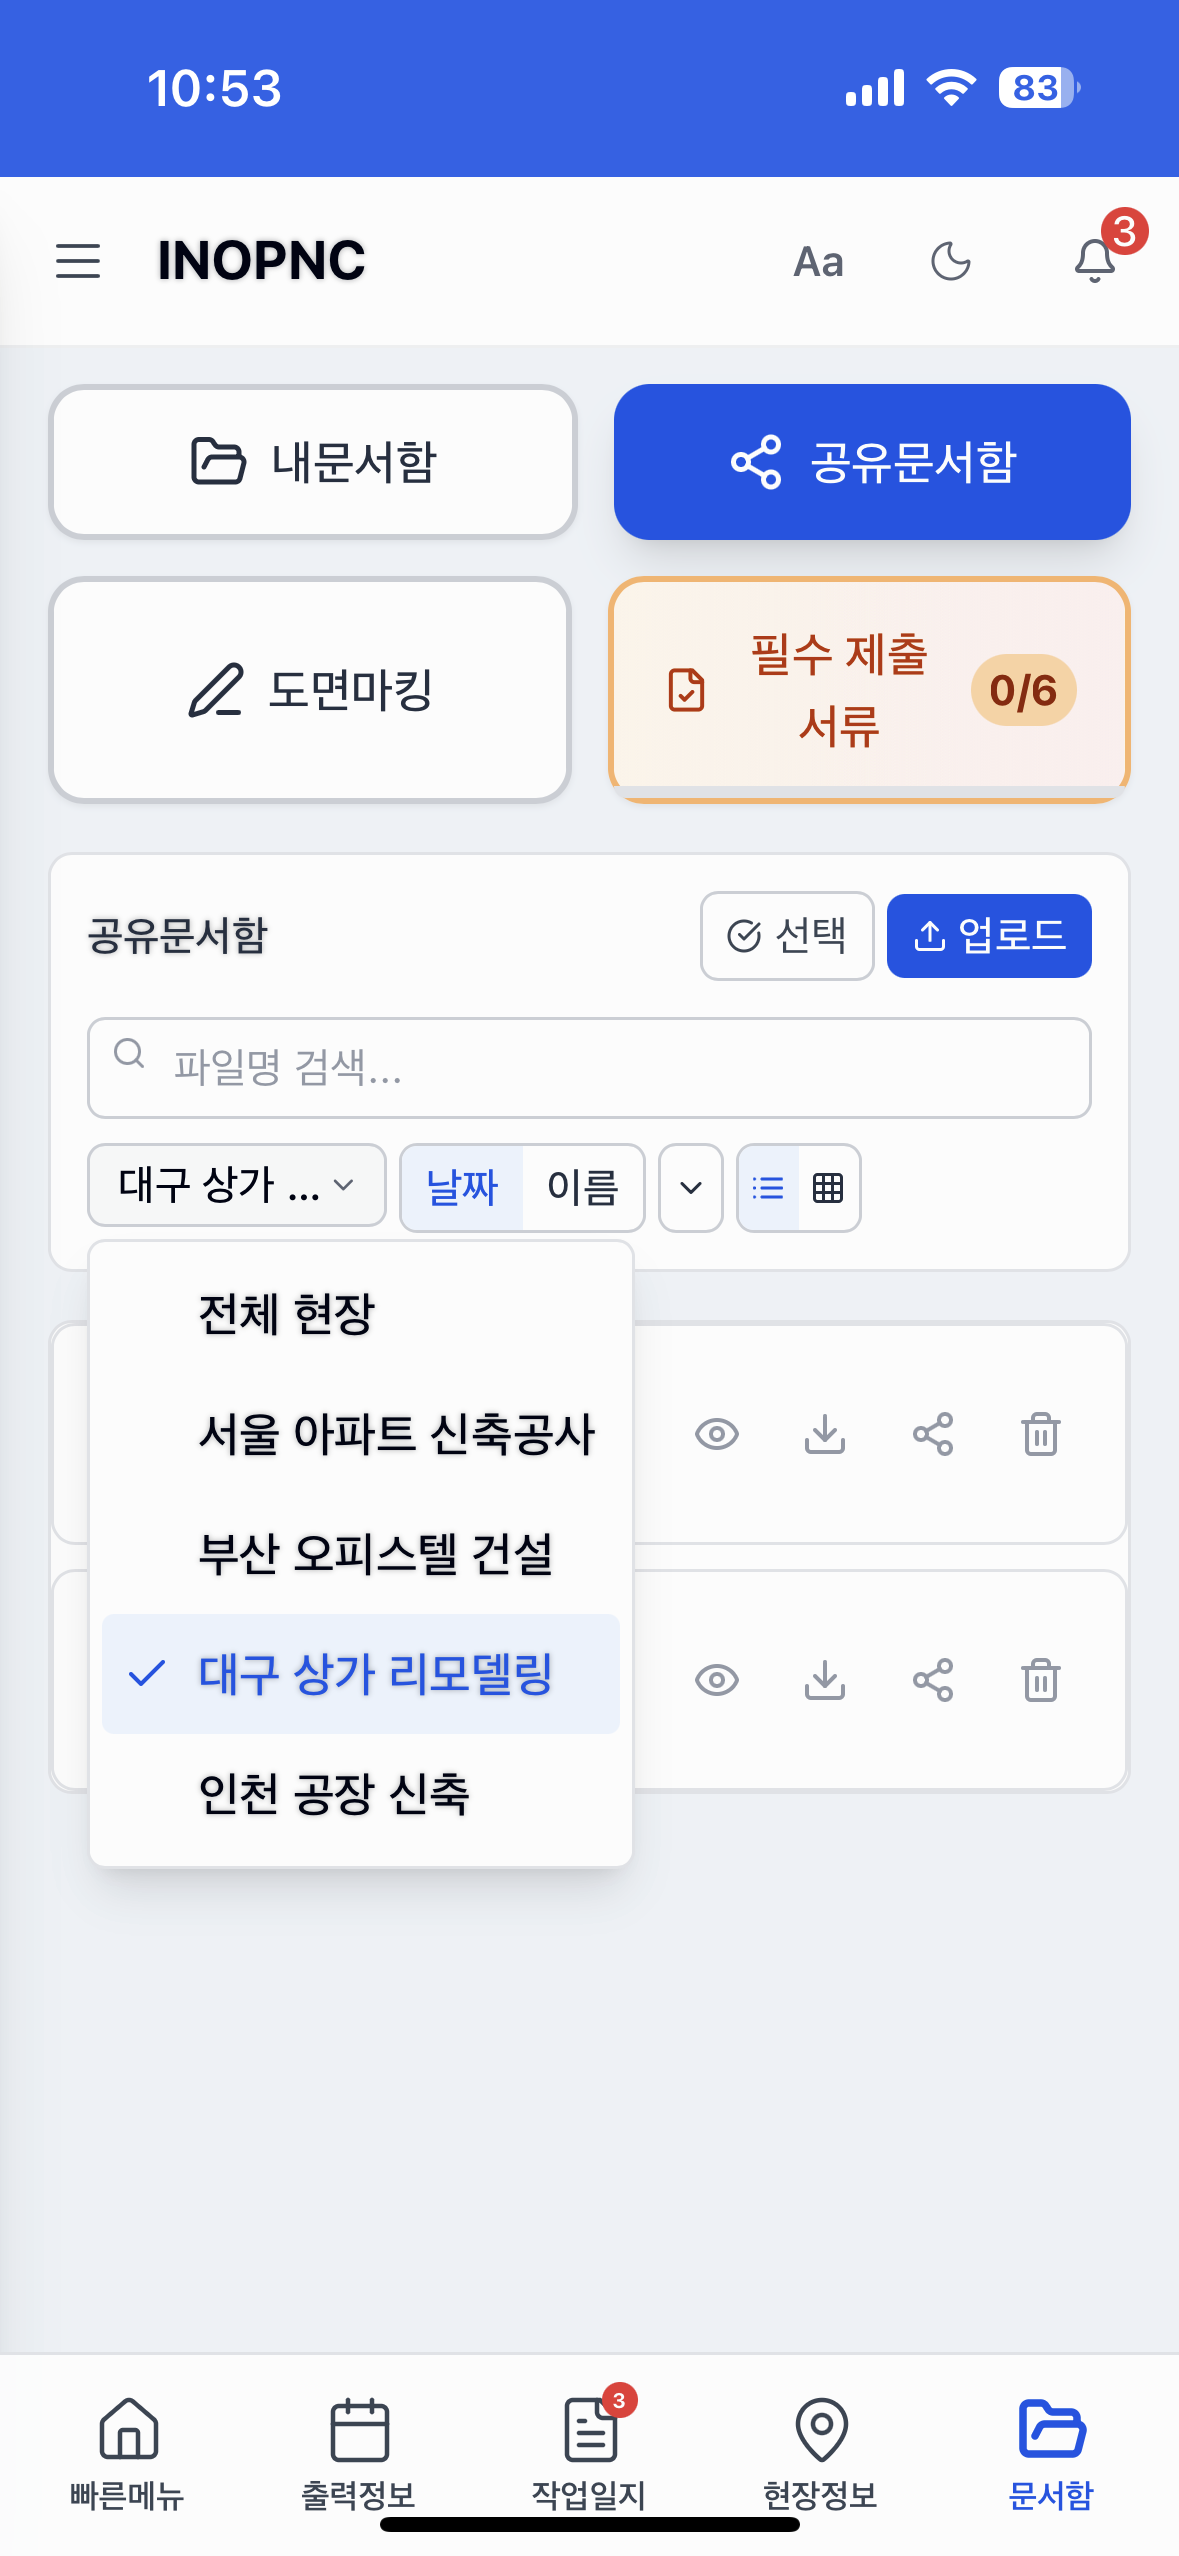 10:53
83
INOPNC
Aa
3
내문서함
공유문서함
도면마킹
필수 제출
서류
0/6
공유문서함
선택
업로드
파일명 검색...
대구 상가 ...
날짜
이름
전체 현장
서울 아파트 신축공사
부산 오피스텔 건설
대구 상가 리모델링
인천 공장 신축
3
빠른메뉴
출력정보
작업일지
현장정보
문서함